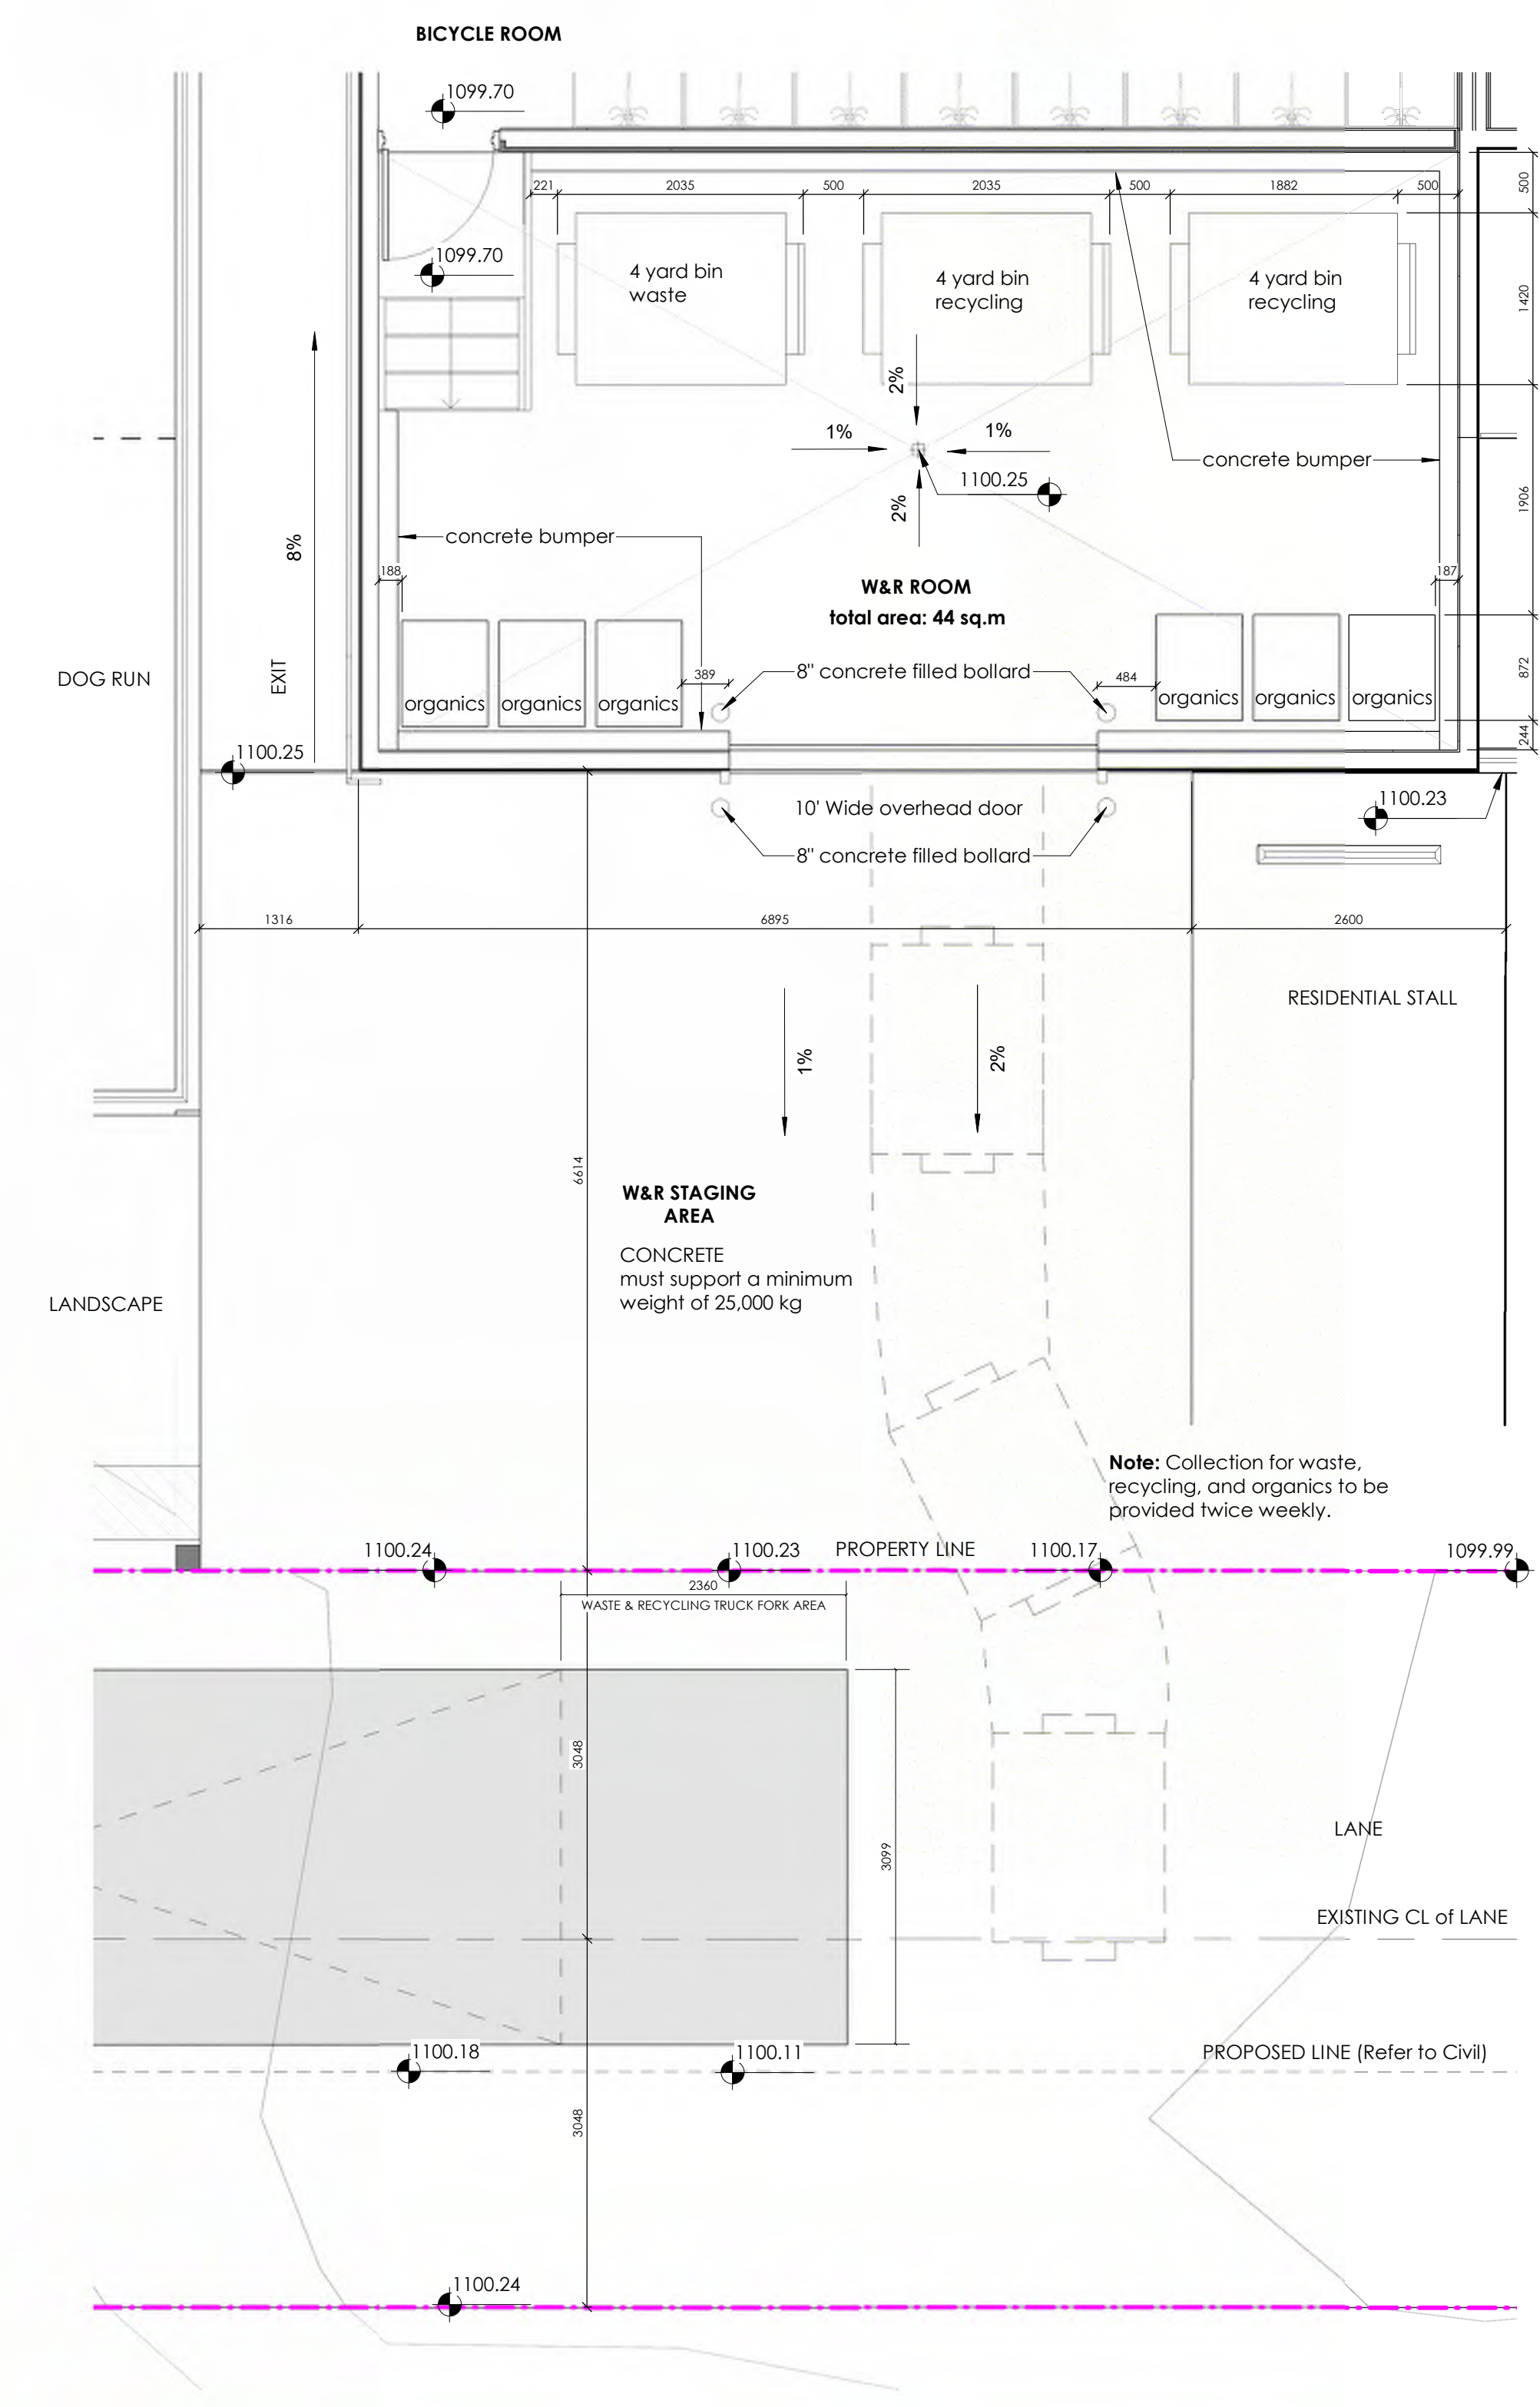 BICYCLE ROOM
1099.70
221
2035
500
2035
500
1882
500
500
1099.70
4 yard bin
waste
4 yard bin
recycling
4 yard bin
recycling
1420
2%
1%
1%
concrete bumper
1100.25
2%
1906
8%
concrete bumper
188
187
W&R ROOM
total area: 44 sq.m
EXIT
DOG RUN
389
8" concrete filled bollard
484
872
organics
organics
organics
organics
organics
organics
244
1100.25
10' Wide overhead door
1100.23
8" concrete filled bollard
1316
6895
2600
RESIDENTIAL STALL
1%
2%
6614
W&R STAGING
AREA
CONCRETE
must support a minimum
weight of 25,000 kg
LANDSCAPE
Note: Collection for waste,
recycling, and organics to be
provided twice weekly.
1100.24
1100.23
PROPERTY LINE
1100.17
1099.99
2360
WASTE & RECYCLING TRUCK FORK AREA
3048
3099
LANE
EXISTING CL of LANE
1100.18
1100.11
PROPOSED LINE (Refer to Civil)
3048
1100.24